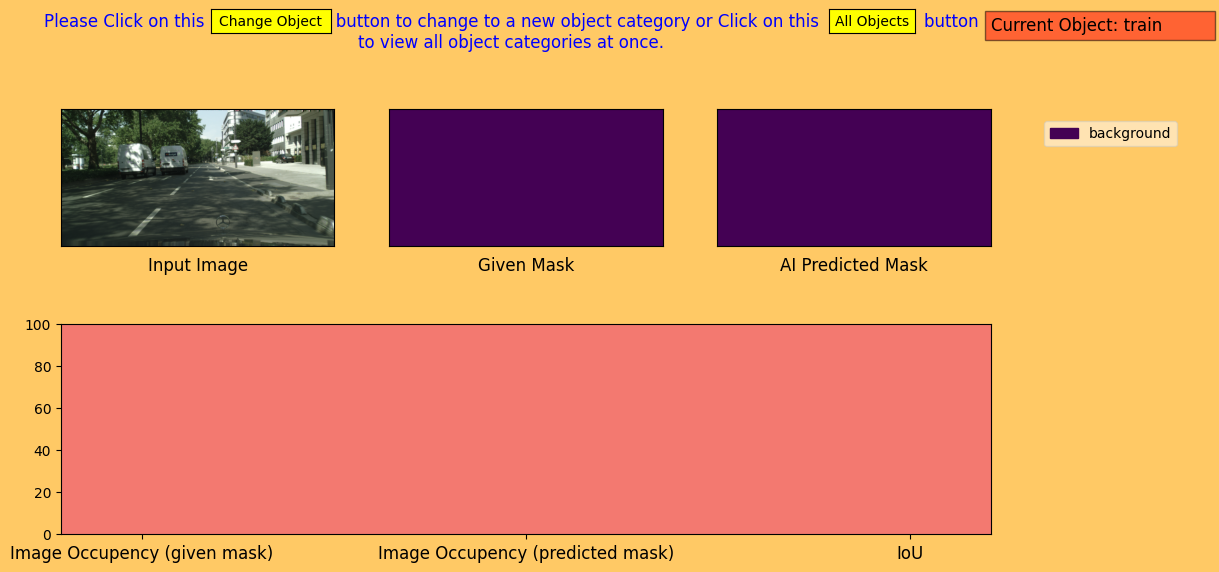 Please Click on this Change Object button to change to a new object category or Click on this All Objects button
to view all object categories at once.
Current Object: train
background
Input Image
Given Mask
AI Predicted Mask
100
80
60
40
20
0
Image Occupancy (given mask)
Image Occupancy (predicted mask)
IoU